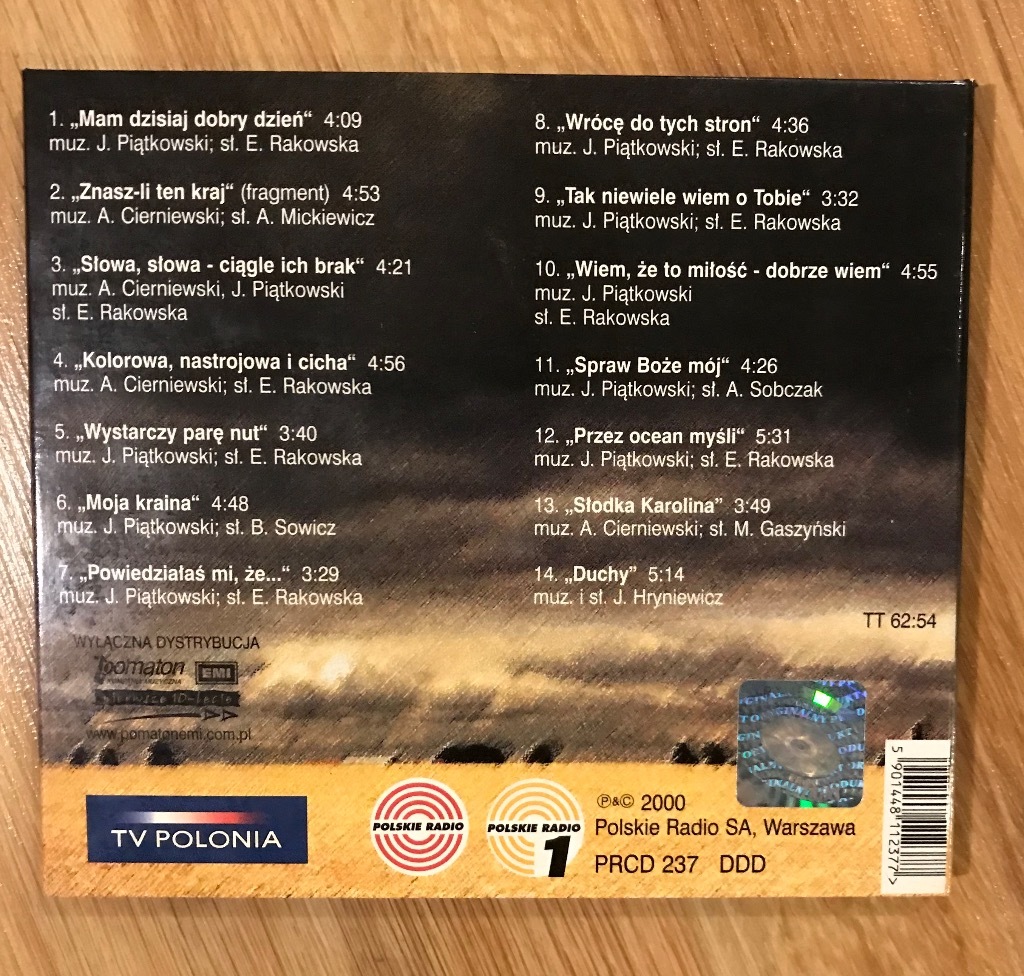 1. „Mam dzisiaj dobry dzień“ 4:09
muz. J. Piątkowski; sł. E. Rakowska
2. „Znasz-li ten kraj“ (fragment) 4:53
muz. A. Cierniewski; sł. A. Mickiewicz
3. „Słowa, słowa - ciągle ich brak“ 4:21
muz. A. Cierniewski, J. Piątkowski
sł. E. Rakowska
4. „Kolorowa, nastrojowa i cicha“ 4:56
muz. A. Cierniewski; sł. E. Rakowska
5. „Wystarczy parę nut“ 3:40
muz. J. Piątkowski; sł. E. Rakowska
6. „Moja kraina“ 4:48
muz. J. Piątkowski; sł. B. Sowicz
7. „Powiedziałaś mi, że...“ 3:29
muz. J. Piątkowski; sł. E. Rakowska
8. „Wrócę do tych stron“ 4:36
muz. J. Piątkowski; sł. E. Rakowska
9. „Tak niewiele wiem o Tobie“ 3:32
muz. J. Piątkowski; sł. E. Rakowska
10. „Wiem, że to miłość - dobrze wiem“ 4:55
muz. J. Piątkowski
sł. E. Rakowska
11. „Spraw Boże mój“ 4:26
muz. J. Piątkowski; sł. A. Sobczak
12. „Przez ocean myśli“ 5:31
muz. J. Piątkowski; sł. E. Rakowska
13. „Słodka Karolina” 3:49
muz. A. Cierniewski; sł. M. Gaszyński
14. „Duchy” 5:14
muz. i sł. J. Hryniewicz
TT 62:54
WYŁĄCZNA DYSTRYBUCJA
pomaton EMI
www.pomatonemi.com.pl
TV POLONIA
POLSKIE RADIO
POLSKIE RADIO
1
ORIGINALNY
℗&© 2000
Polskie Radio SA, Warszawa
PRCD 237 DDD
5 901448 112377 >